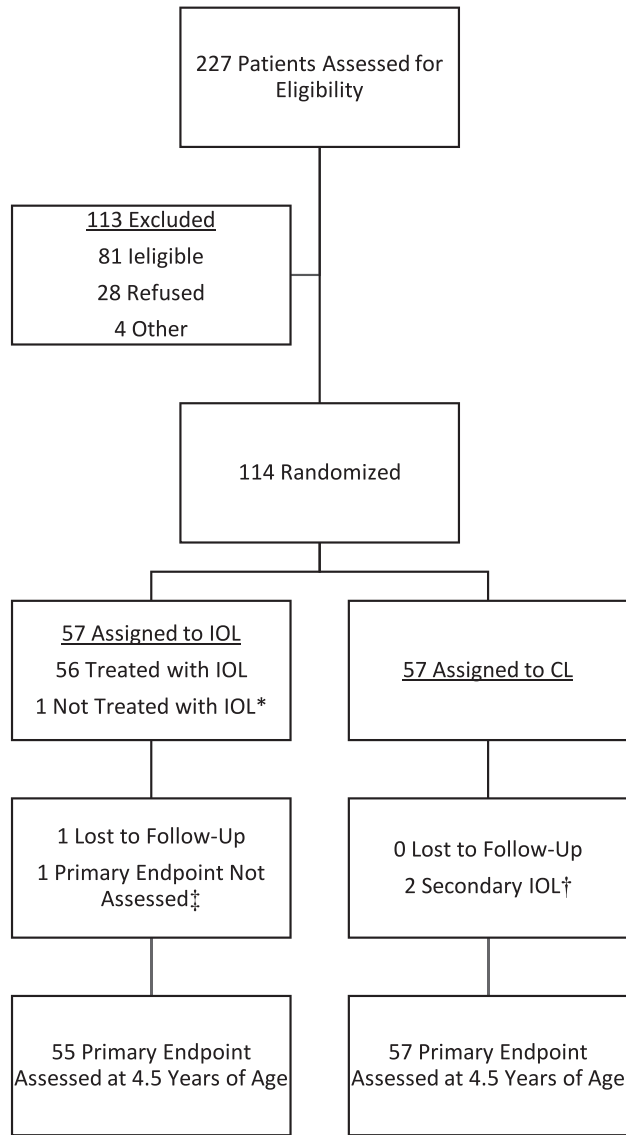 227 Patients Assessed for
Eligibility
113 Excluded
81 Ieligible
28 Refused
4 Other
114 Randomized
57 Assigned to IOL
56 Treated with IOL
1 Not Treated with IOL*
57 Assigned to CL
1 Lost to Follow-Up
1 Primary Endpoint Not
Assessed‡
0 Lost to Follow-Up
2 Secondary IOL†
55 Primary Endpoint
Assessed at 4.5 Years of Age
57 Primary Endpoint
Assessed at 4.5 Years of Age